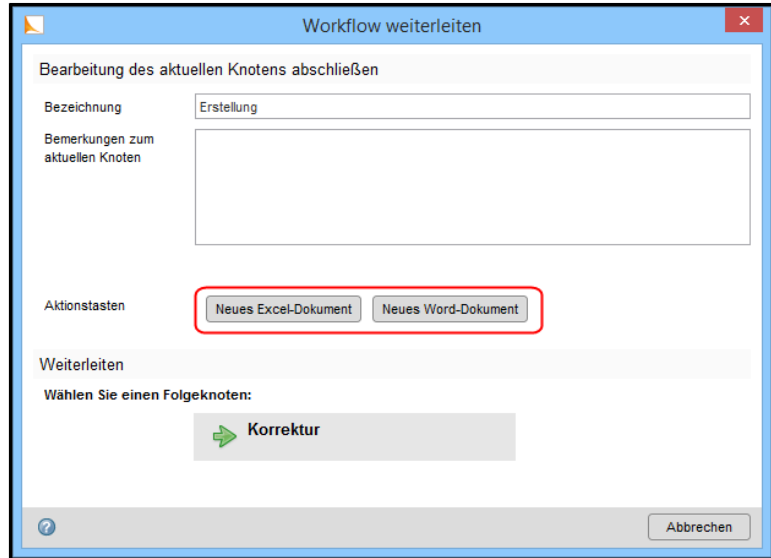 Workflow weiterleiten
Bearbeitung des aktuellen Knotens abschließen
Bezeichnung
Erstellung
Bemerkungen zum
aktuellen Knoten
Aktionstasten
Neues Excel-Dokument
Neues Word-Dokument
Weiterleiten
Wählen Sie einen Folgeknoten:
Korrektur
Abbrechen